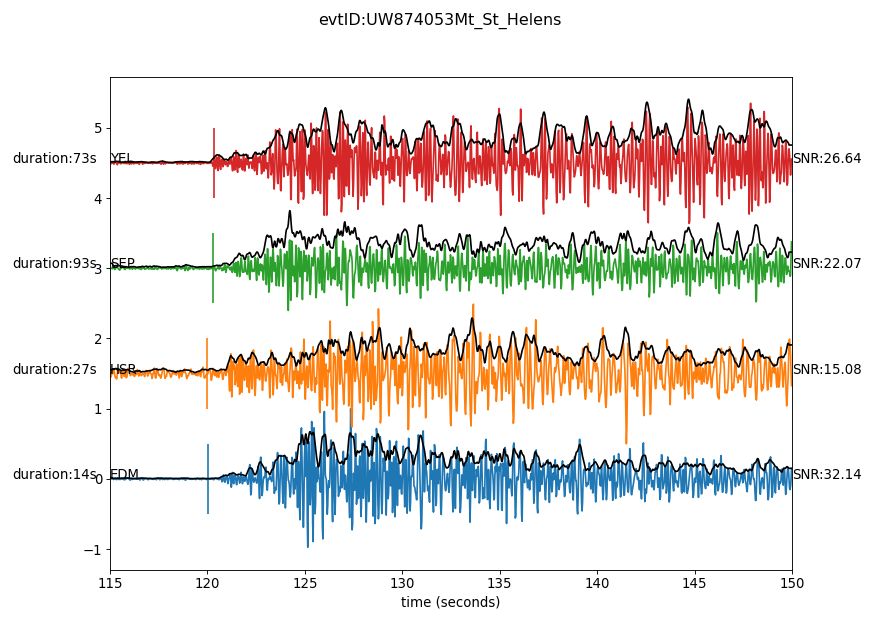 evtID:UW874053Mt_St_Helens
5
duration:73s YEL SNR:26.64
4
duration:93s 3 SEP SNR:22.07
2
duration:27s HSR SNR:15.08
1
duration:14s 0 EDM SNR:32.14
−1
115 120 125 130 135 140 145 150
time (seconds)